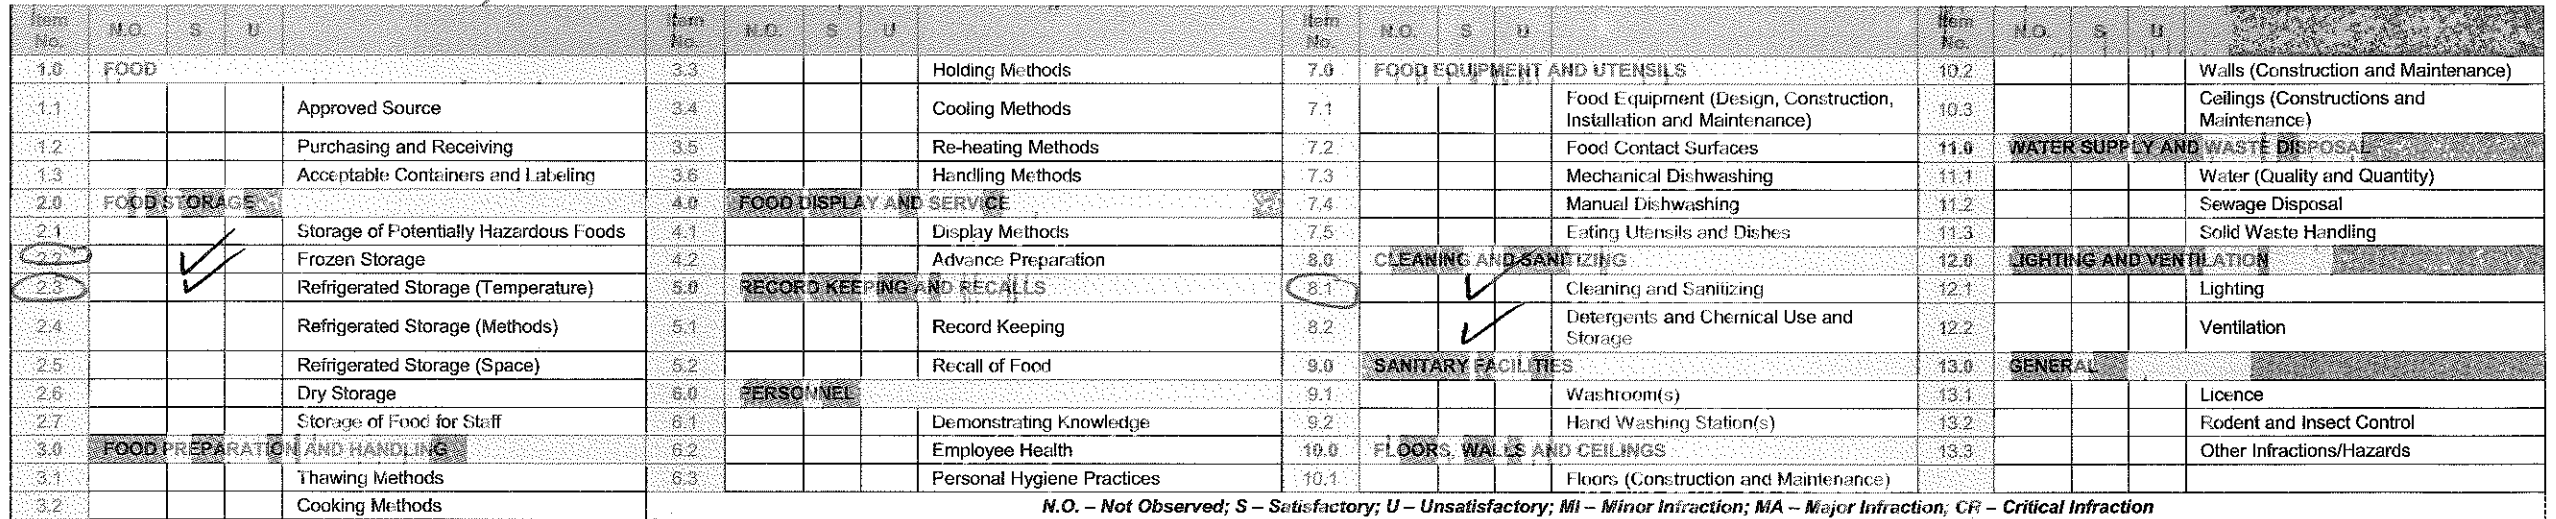 Item No. N.O. S U Item No. N.O. S U Item No. N.O. S U Item No. N.O. S U
1.0 FOOD 3.3 Holding Methods 7.0 FOOD EQUIPMENT AND UTENSILS 10.2 Walls (Construction and Maintenance)
1.1 Approved Source 3.4 Cooling Methods 7.1 Food Equipment (Design, Construction, Installation and Maintenance) 10.3 Ceilings (Constructions and Maintenance)
1.2 Purchasing and Receiving 3.5 Re-heating Methods 7.2 Food Contact Surfaces 11.0 WATER SUPPLY AND WASTE DISPOSAL
1.3 Acceptable Containers and Labeling 3.6 Handling Methods 7.3 Mechanical Dishwashing 11.1 Water (Quality and Quantity)
2.0 FOOD STORAGE 4.0 FOOD DISPLAY AND SERVICE 7.4 Manual Dishwashing 11.2 Sewage Disposal
2.1 Storage of Potentially Hazardous Foods 4.1 Display Methods 7.5 Eating Utensils and Dishes 11.3 Solid Waste Handling
2.2 ✓ Frozen Storage 4.2 Advance Preparation 8.0 CLEANING AND SANITIZING 12.0 LIGHTING AND VENTILATION
2.3 ✓ Refrigerated Storage (Temperature) 5.0 RECORD KEEPING AND RECALLS 8.1 ✓ Cleaning and Sanitizing 12.1 Lighting
2.4 Refrigerated Storage (Methods) 5.1 Record Keeping 8.2 ✓ Detergents and Chemical Use and Storage 12.2 Ventilation
2.5 Refrigerated Storage (Space) 5.2 Recall of Food 9.0 SANITARY FACILITIES 13.0 GENERAL
2.6 Dry Storage 6.0 PERSONNEL 9.1 Washroom(s) 13.1 Licence
2.7 Storage of Food for Staff 6.1 Demonstrating Knowledge 9.2 Hand Washing Station(s) 13.2 Rodent and Insect Control
3.0 FOOD PREPARATION AND HANDLING 6.2 Employee Health 10.0 FLOORS, WALLS AND CEILINGS 13.3 Other Infractions/Hazards
3.1 Thawing Methods 6.3 Personal Hygiene Practices 10.1 Floors (Construction and Maintenance)
3.2 Cooking Methods N.O. – Not Observed; S – Satisfactory; U – Unsatisfactory; MI – Minor Infraction; MA – Major Infraction, CR – Critical Infraction